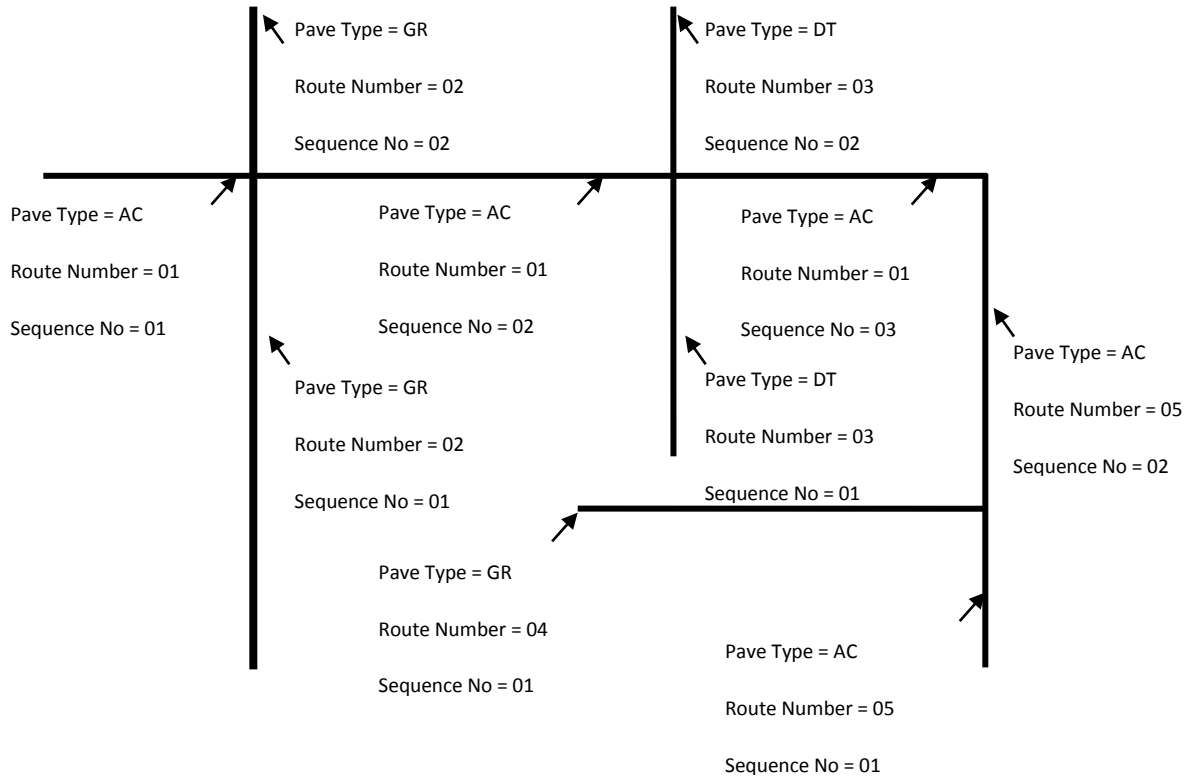 Pave Type = GR
Route Number = 02
Sequence No = 02
Pave Type = DT
Route Number = 03
Sequence No = 02
Pave Type = AC
Route Number = 01
Sequence No = 01
Pave Type = AC
Route Number = 01
Sequence No = 02
Pave Type = AC
Route Number = 01
Sequence No = 03
Pave Type = AC
Route Number = 05
Sequence No = 02
Pave Type = GR
Route Number = 02
Sequence No = 01
Pave Type = DT
Route Number = 03
Sequence No = 01
Pave Type = GR
Route Number = 04
Sequence No = 01
Pave Type = AC
Route Number = 05
Sequence No = 01